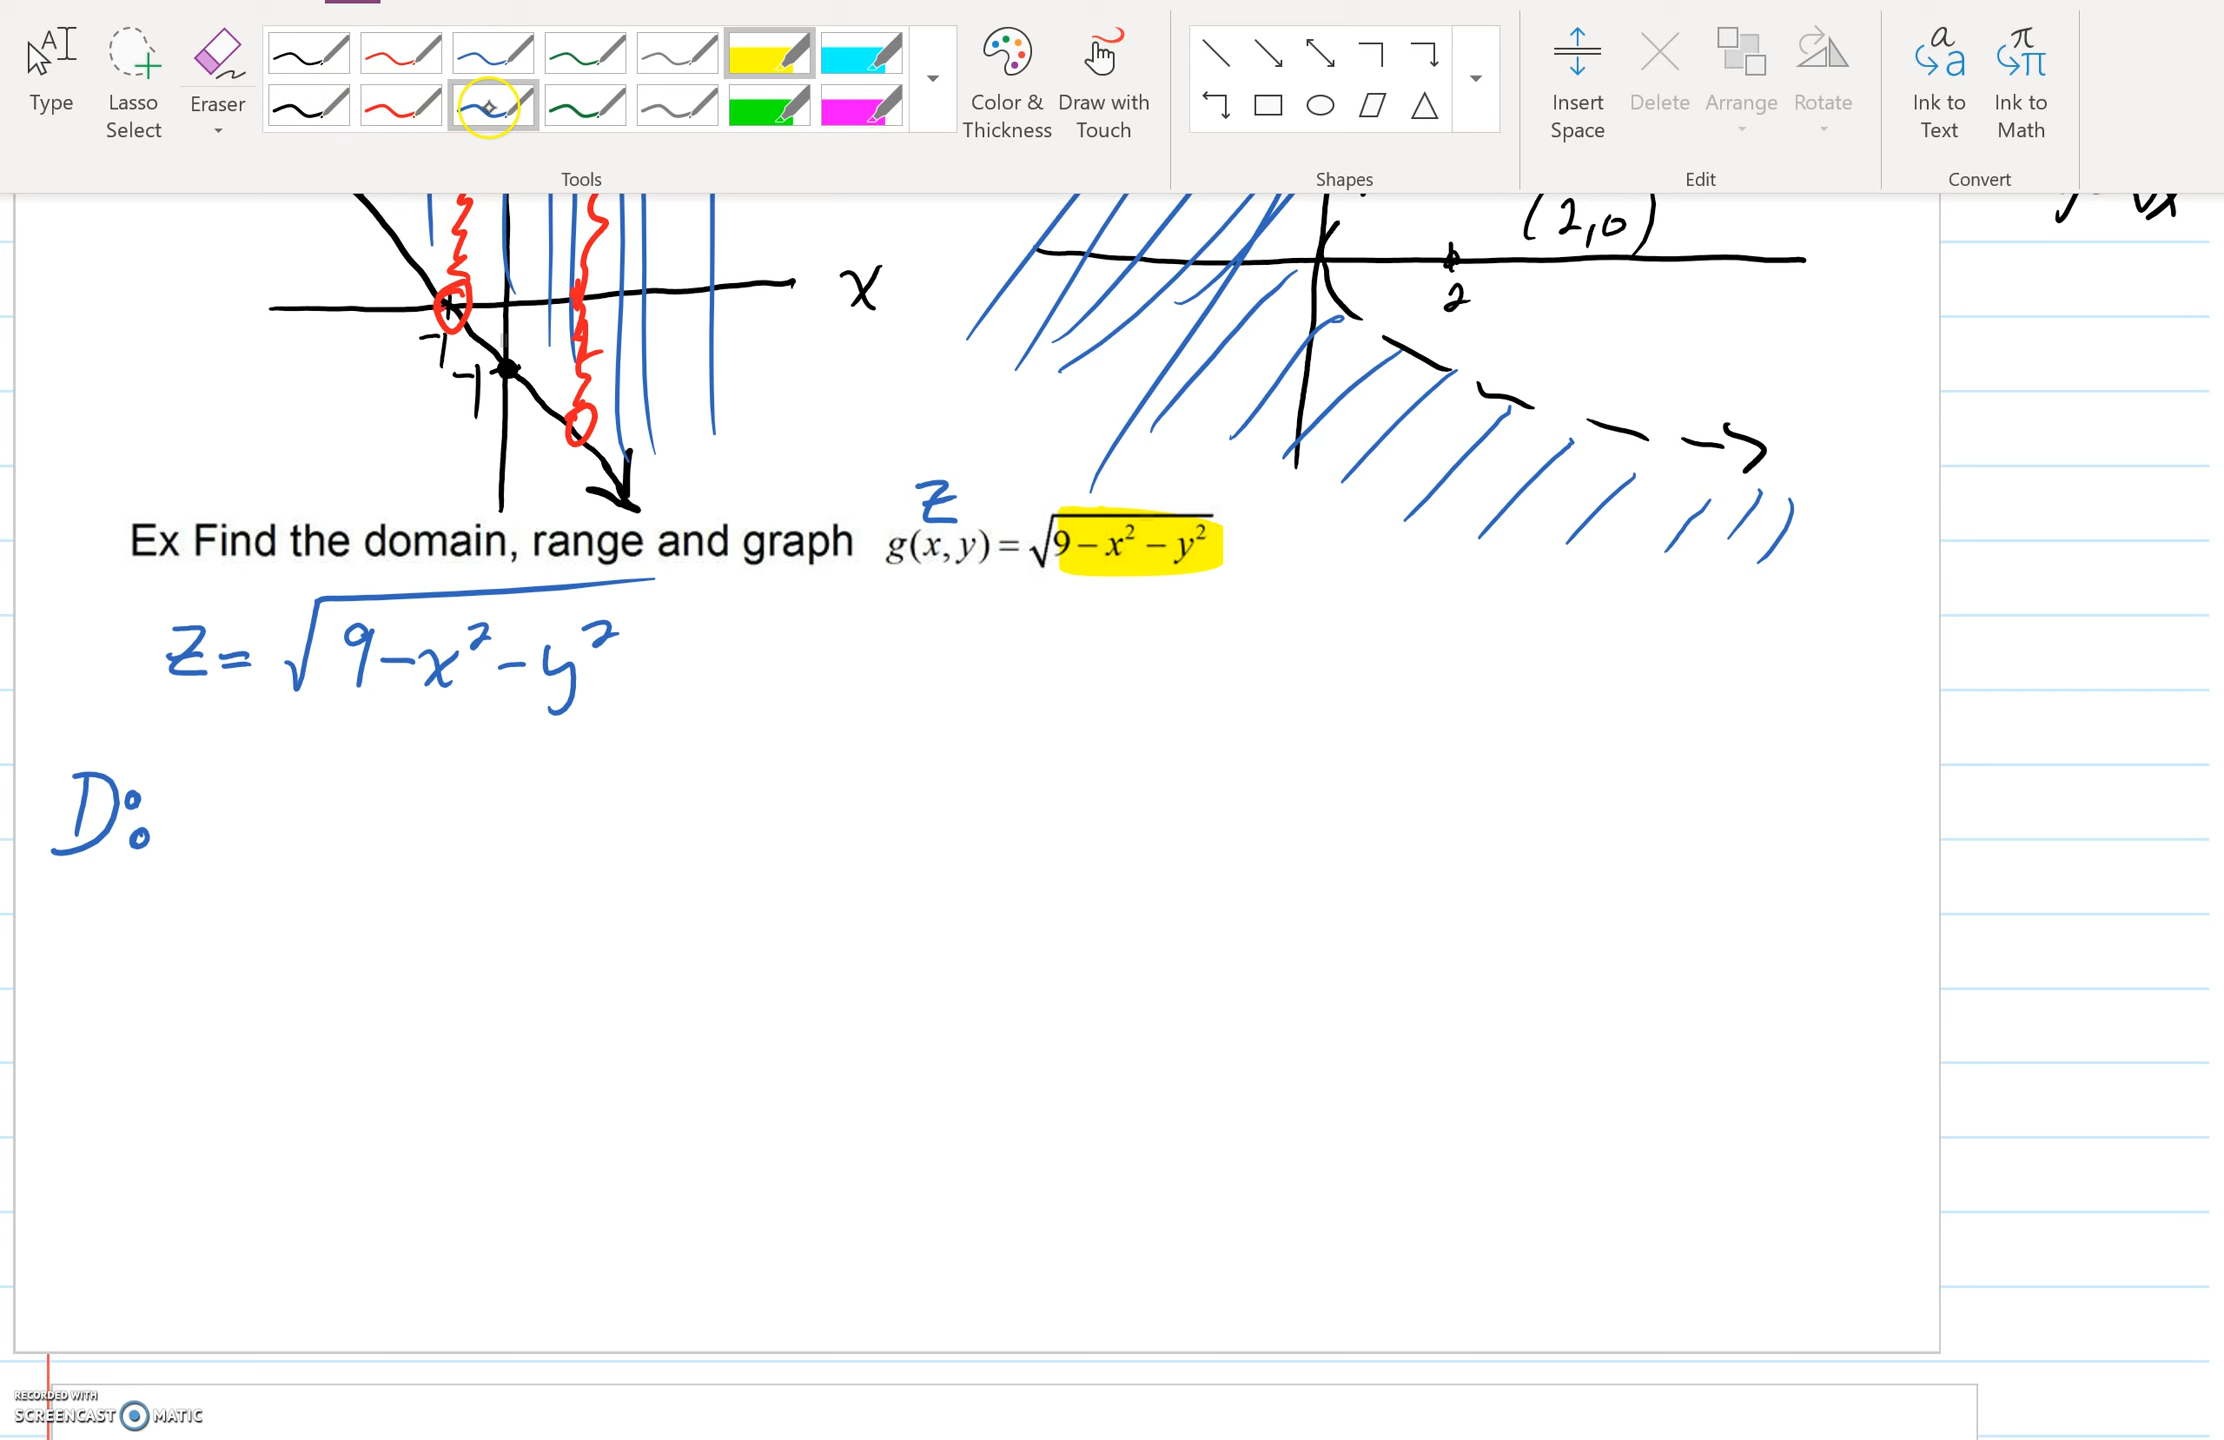 Type
Lasso Select
Eraser
Color & Thickness
Draw with Touch
Insert Space
Delete
Arrange
Rotate
Ink to Text
Ink to Math
Tools
Shapes
Edit
Convert
(2,0)
x
2
-1
-1
z
Ex Find the domain, range and graph g(x, y) = √(9 − x² − y²)
z = √(9-x²-y²)
D:
RECORDED WITH
SCREENCAST MATIC